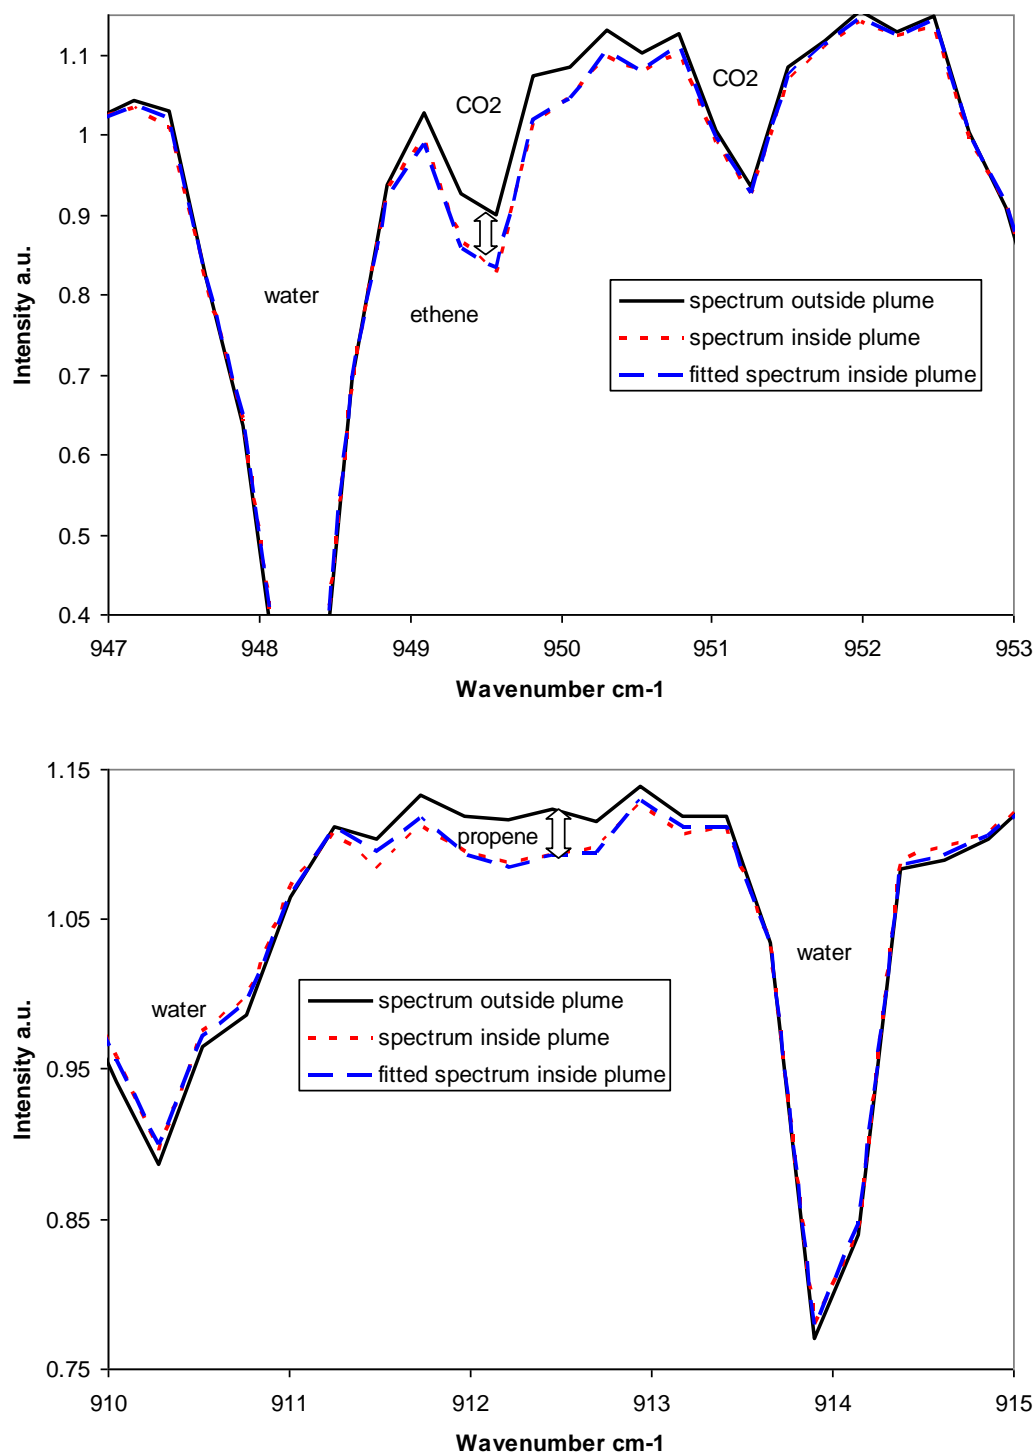 1.1
CO2
CO2
1
0.9
Intensity a.u.
0.8
water
ethene
spectrum outside plume
spectrum inside plume
fitted spectrum inside plume
0.7
0.6
0.5
0.4
947
948
949
950
951
952
953
Wavenumber cm-1
1.15
propene
1.05
Intensity a.u.
water
water
spectrum outside plume
spectrum inside plume
fitted spectrum inside plume
0.95
0.85
0.75
910
911
912
913
914
915
Wavenumber cm-1